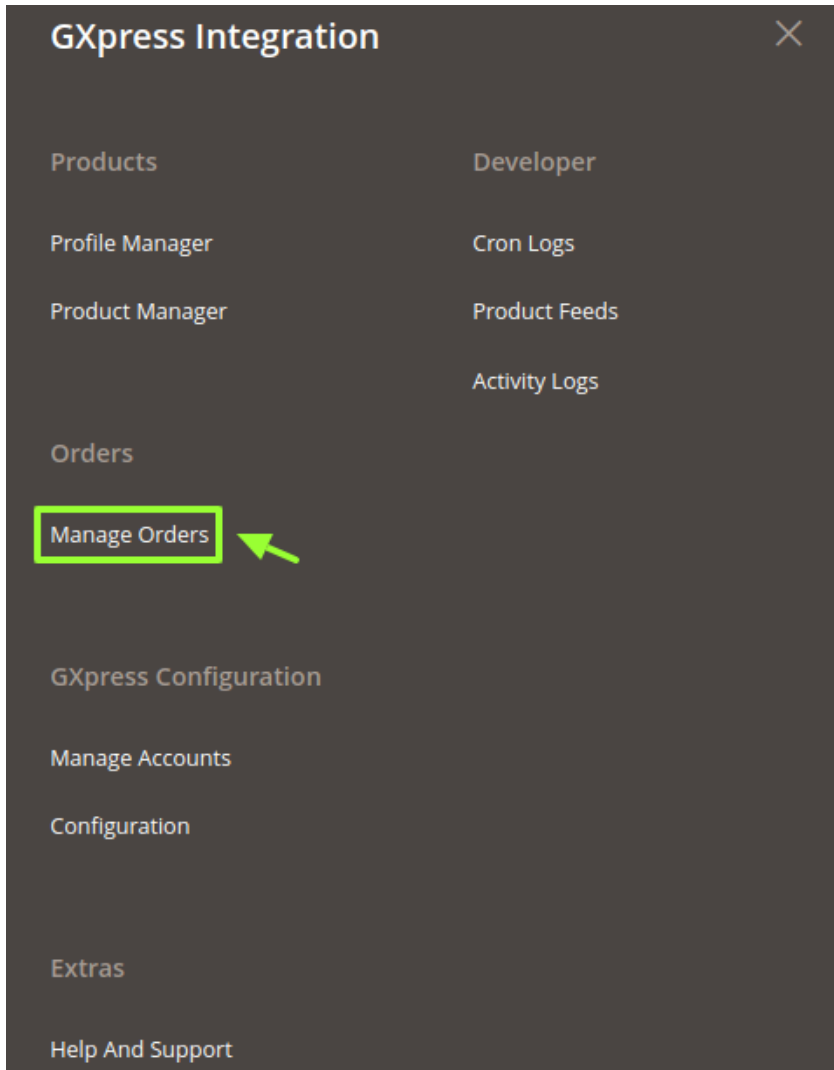 GXpress Integration
Products
Profile Manager
Product Manager
Orders
Manage Orders
GXpress Configuration
Manage Accounts
Configuration
Extras
Help And Support
Developer
Cron Logs
Product Feeds
Activity Logs